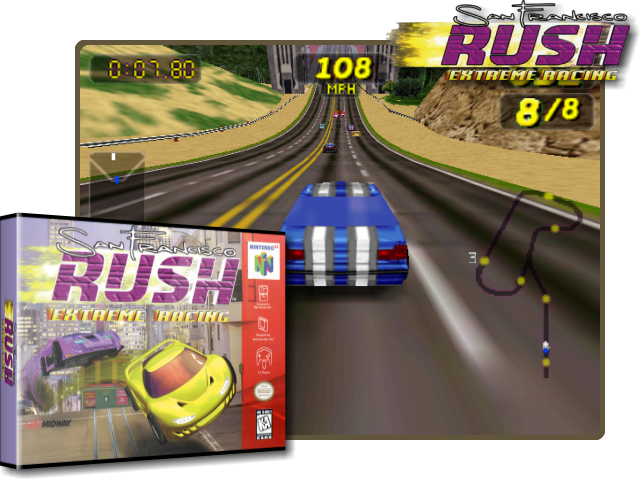 San Francisco
RUSH
EXTREME RACING
0:07.80
108
MPH
8/8
3
San Francisco
RUSH
EXTREME RACING
NINTENDO 64
RUSH
MIDWAY
KA